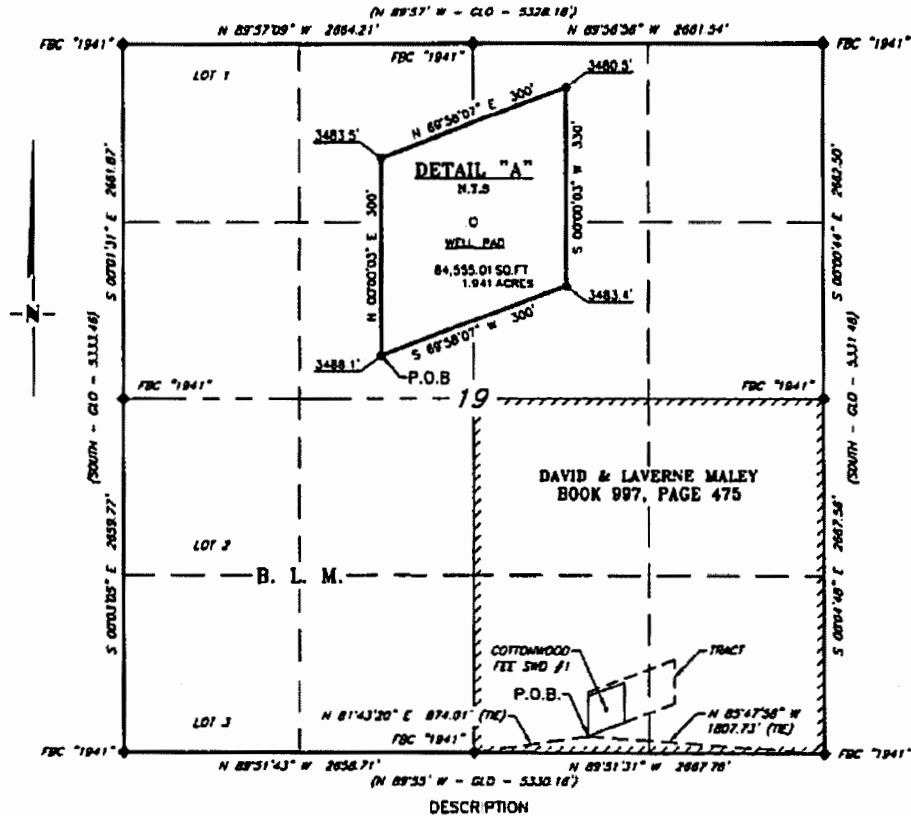 (N 89°57' W - GLO - 5328.18')
N 89°57'09" W 2664.21'
N 89°56'56" W 2661.54'
FBC "1941"
FBC "1941"
FBC "1941"
LOT 1
3480.5'
N 69°58'07" E 300'
3483.5'
DETAIL "A"
N.T.S
WELL PAD
84,555.01 SQ.FT
1.941 ACRES
N 00°00'03" E 300'
S 00°00'03" W 330'
3483.4'
S 69°58'07" W 300'
3488.1'
P.O.B
S 00°01'31" E 2661.87'
S 00°00'44" E 2662.50'
-N-
(SOUTH - GLO - 5333.46)
(SOUTH - GLO - 5331.48)
FBC "1941"
19
FBC "1941"
DAVID & LAVERNE MALEY
BOOK 997, PAGE 475
S 00°03'05" E 2659.77'
S 00°04'48" E 2667.56'
LOT 2
B. L. M.
COTTONWOOD
FEE SWD #1
TRACT
P.O.B.
LOT 3
N 81°43'20" E 874.01' (TIE)
N 85°47'58" W
1807.73' (TIE)
FBC "1941"
FBC "1941"
FBC "1941"
N 89°51'43" W 2658.71'
N 89°51'31" W 2667.78'
(N 89°55' W - GLO - 5330.16')
DESCRIPTION